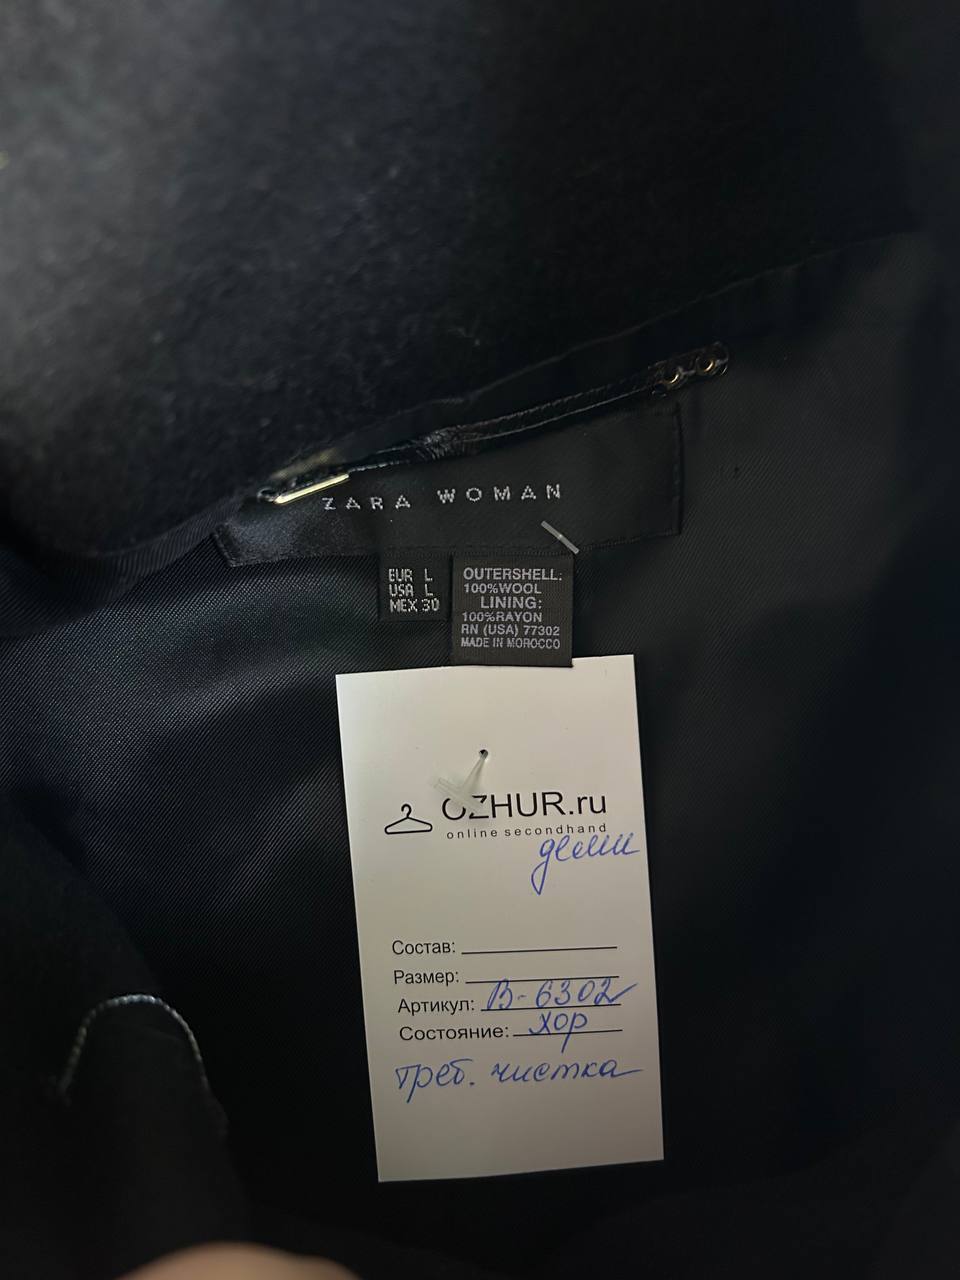 ZARA WOMAN
EUR L
USA L
MEX 30
OUTERSHELL:
100%WOOL
LINING:
100%RAYON
RN (USA) 77302
MADE IN MOROCCO
OZHUR.ru
online secondhand
деми
Состав:
Размер:
Артикул: В-6302
Состояние: хор
треб. чистка